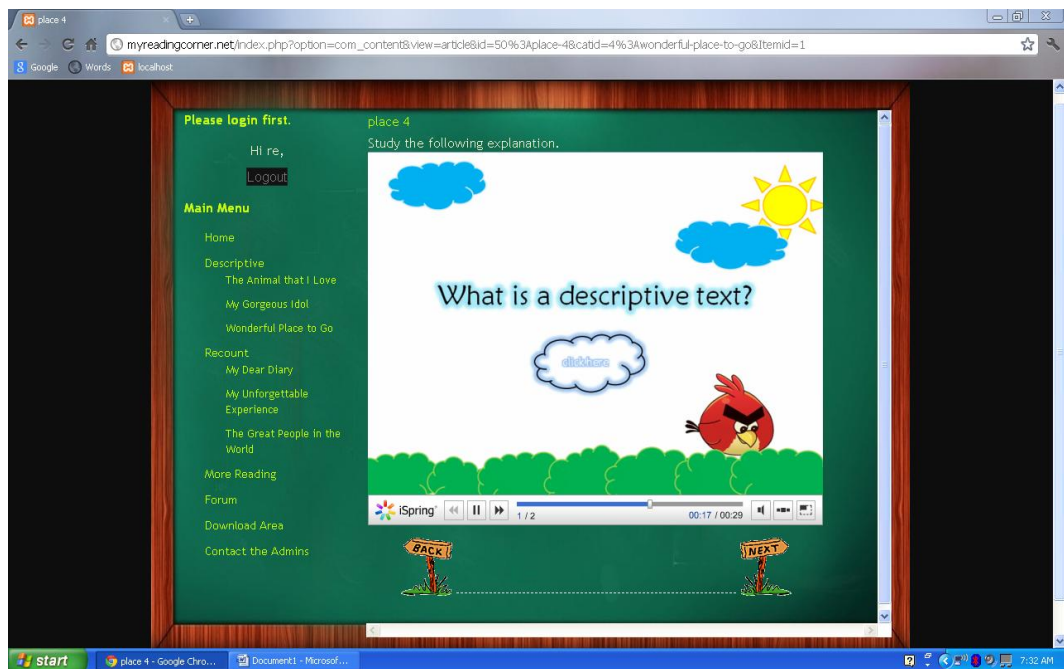 place 4
myreadingcorner.net/index.php?option=com_content&view=article&id=50%3Aplace-4&catid=4%3Awonderful-place-to-go&Itemid=1
Google Words localhost
Please login first.
Hi re,
Logout
Main Menu
Home
Descriptive
The Animal that I Love
My Gorgeous Idol
Wonderful Place to Go
Recount
My Dear Diary
My Unforgettable
Experience
The Great People in the
World
More Reading
Forum
Download Area
Contact the Admins
place 4
Study the following explanation.
What is a descriptive text?
click here
iSpring
1 / 2
00:17 / 00:29
BACK
NEXT
start
place 4 - Google Chro...
Document1 - Microsof...
7:32 AM